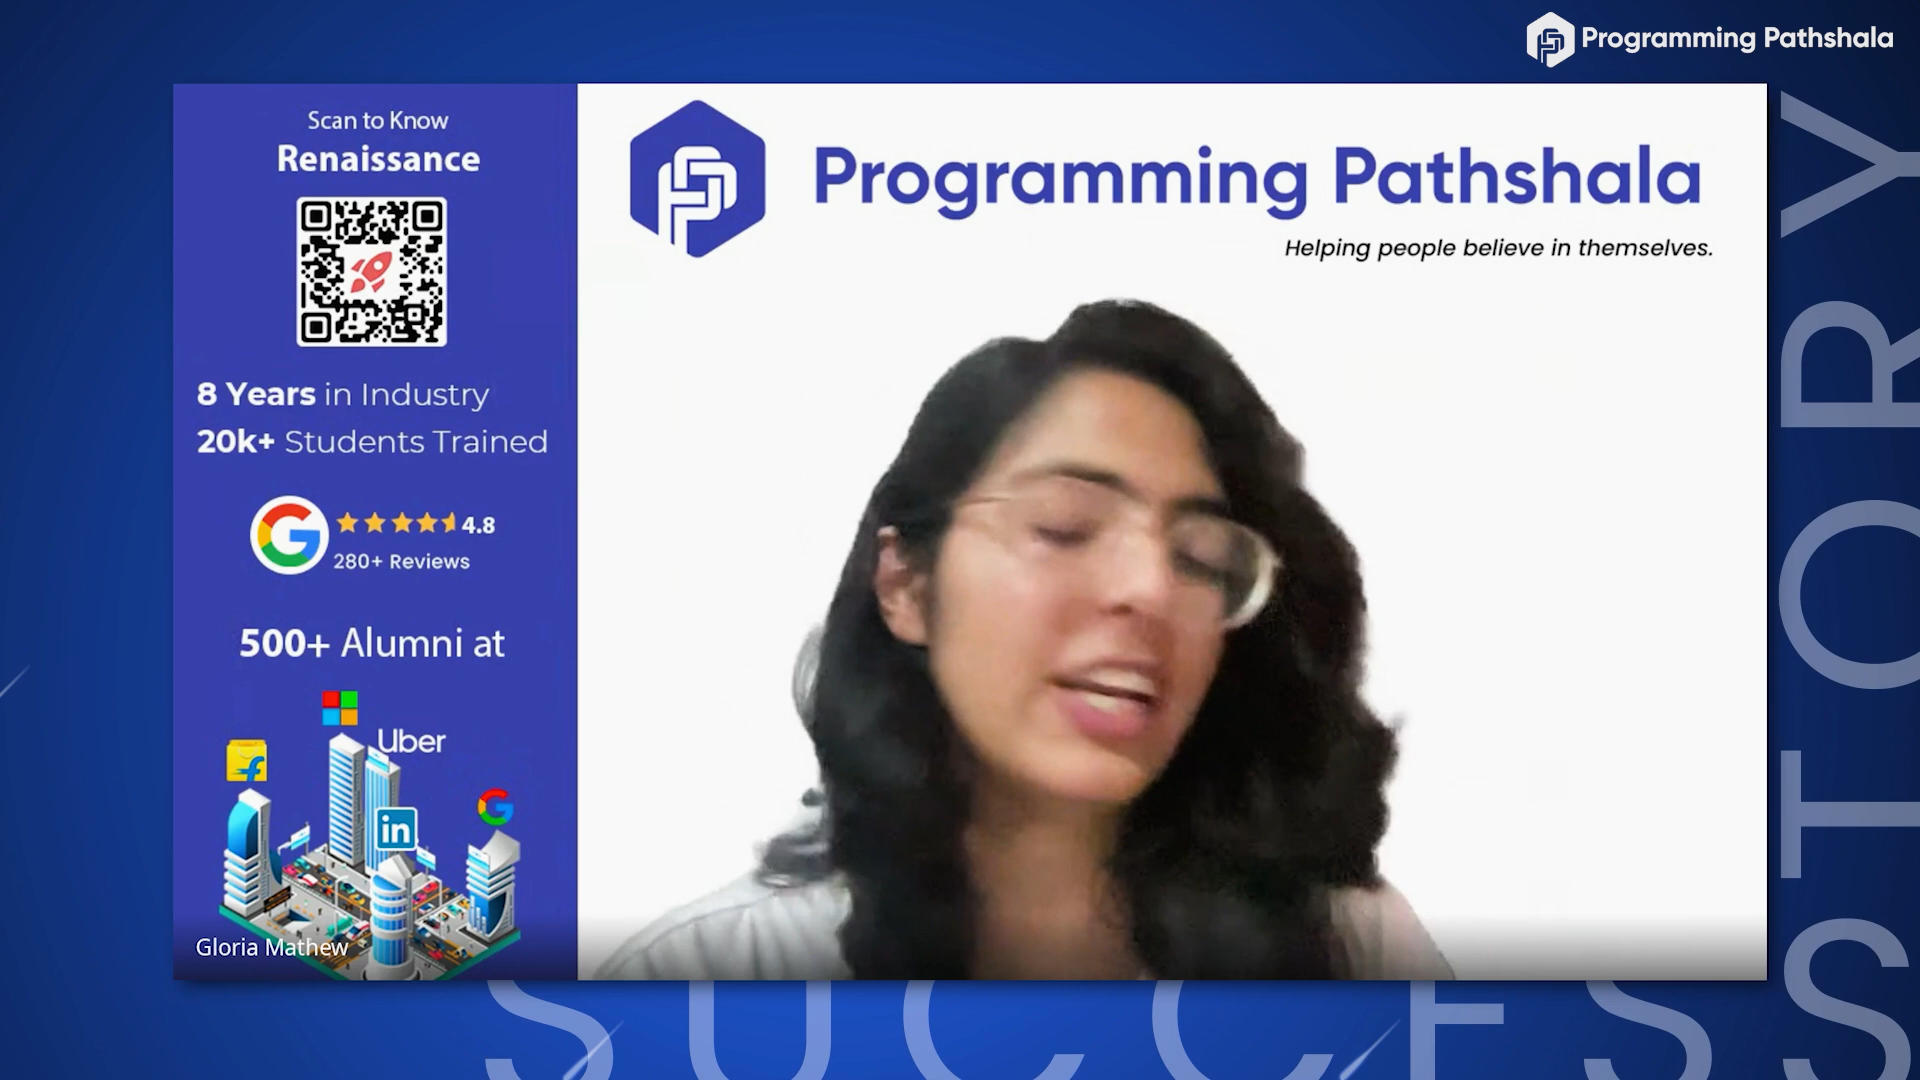 Programming Pathshala
Scan to Know
Renaissance
8 Years in Industry
20k+ Students Trained
4.8
280+ Reviews
500+ Alumni at
Uber
in
Gloria Mathew
Programming Pathshala
Helping people believe in themselves.
SUCCESS
STORY